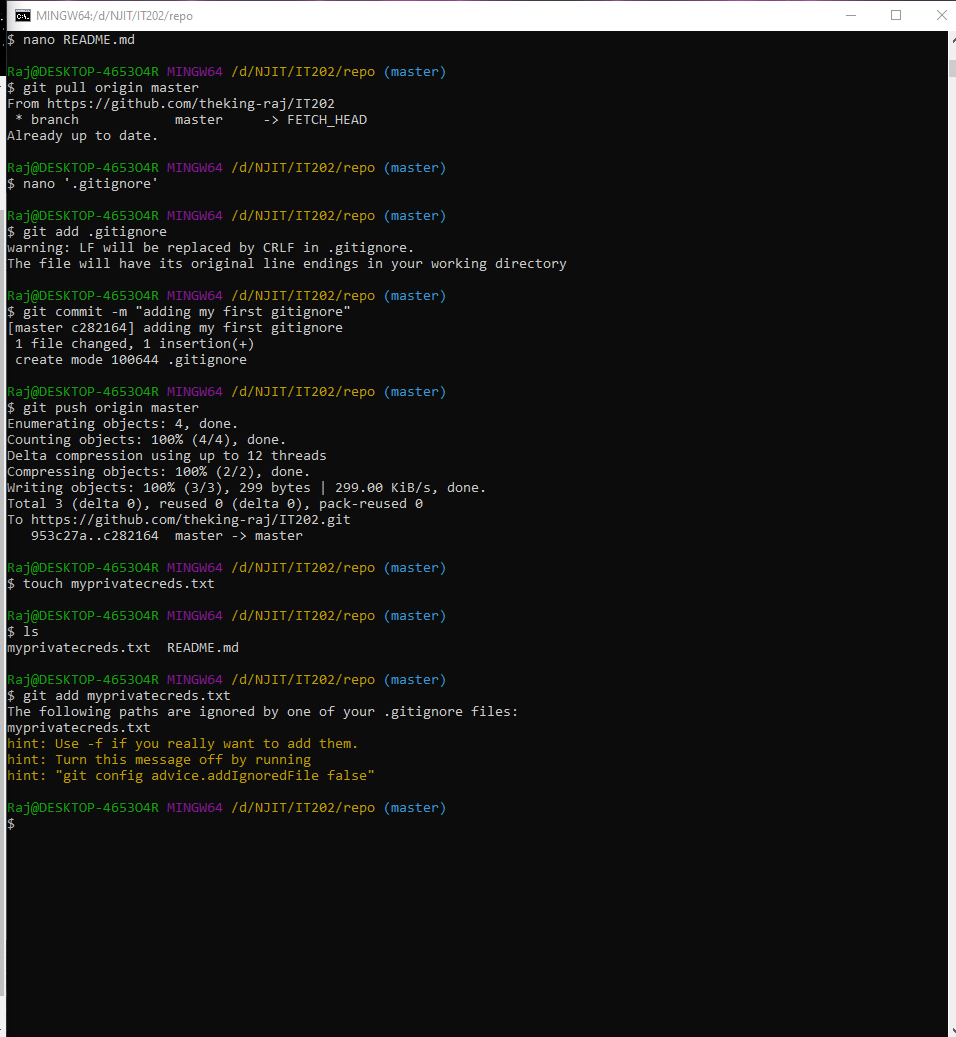 MINGW64:/d/NJIT/IT202/repo
$ nano README.md
Raj@DESKTOP-4653O4R MINGW64 /d/NJIT/IT202/repo (master)
$ git pull origin master
From https://github.com/theking-raj/IT202
 * branch            master     -> FETCH_HEAD
Already up to date.
Raj@DESKTOP-4653O4R MINGW64 /d/NJIT/IT202/repo (master)
$ nano '.gitignore'
Raj@DESKTOP-4653O4R MINGW64 /d/NJIT/IT202/repo (master)
$ git add .gitignore
warning: LF will be replaced by CRLF in .gitignore.
The file will have its original line endings in your working directory
Raj@DESKTOP-4653O4R MINGW64 /d/NJIT/IT202/repo (master)
$ git commit -m "adding my first gitignore"
[master c282164] adding my first gitignore
 1 file changed, 1 insertion(+)
 create mode 100644 .gitignore
Raj@DESKTOP-4653O4R MINGW64 /d/NJIT/IT202/repo (master)
$ git push origin master
Enumerating objects: 4, done.
Counting objects: 100% (4/4), done.
Delta compression using up to 12 threads
Compressing objects: 100% (2/2), done.
Writing objects: 100% (3/3), 299 bytes | 299.00 KiB/s, done.
Total 3 (delta 0), reused 0 (delta 0), pack-reused 0
To https://github.com/theking-raj/IT202.git
   953c27a..c282164  master -> master
Raj@DESKTOP-4653O4R MINGW64 /d/NJIT/IT202/repo (master)
$ touch myprivatecreds.txt
Raj@DESKTOP-4653O4R MINGW64 /d/NJIT/IT202/repo (master)
$ ls
myprivatecreds.txt  README.md
Raj@DESKTOP-4653O4R MINGW64 /d/NJIT/IT202/repo (master)
$ git add myprivatecreds.txt
The following paths are ignored by one of your .gitignore files:
myprivatecreds.txt
hint: Use -f if you really want to add them.
hint: Turn this message off by running
hint: "git config advice.addIgnoredFile false"
Raj@DESKTOP-4653O4R MINGW64 /d/NJIT/IT202/repo (master)
$